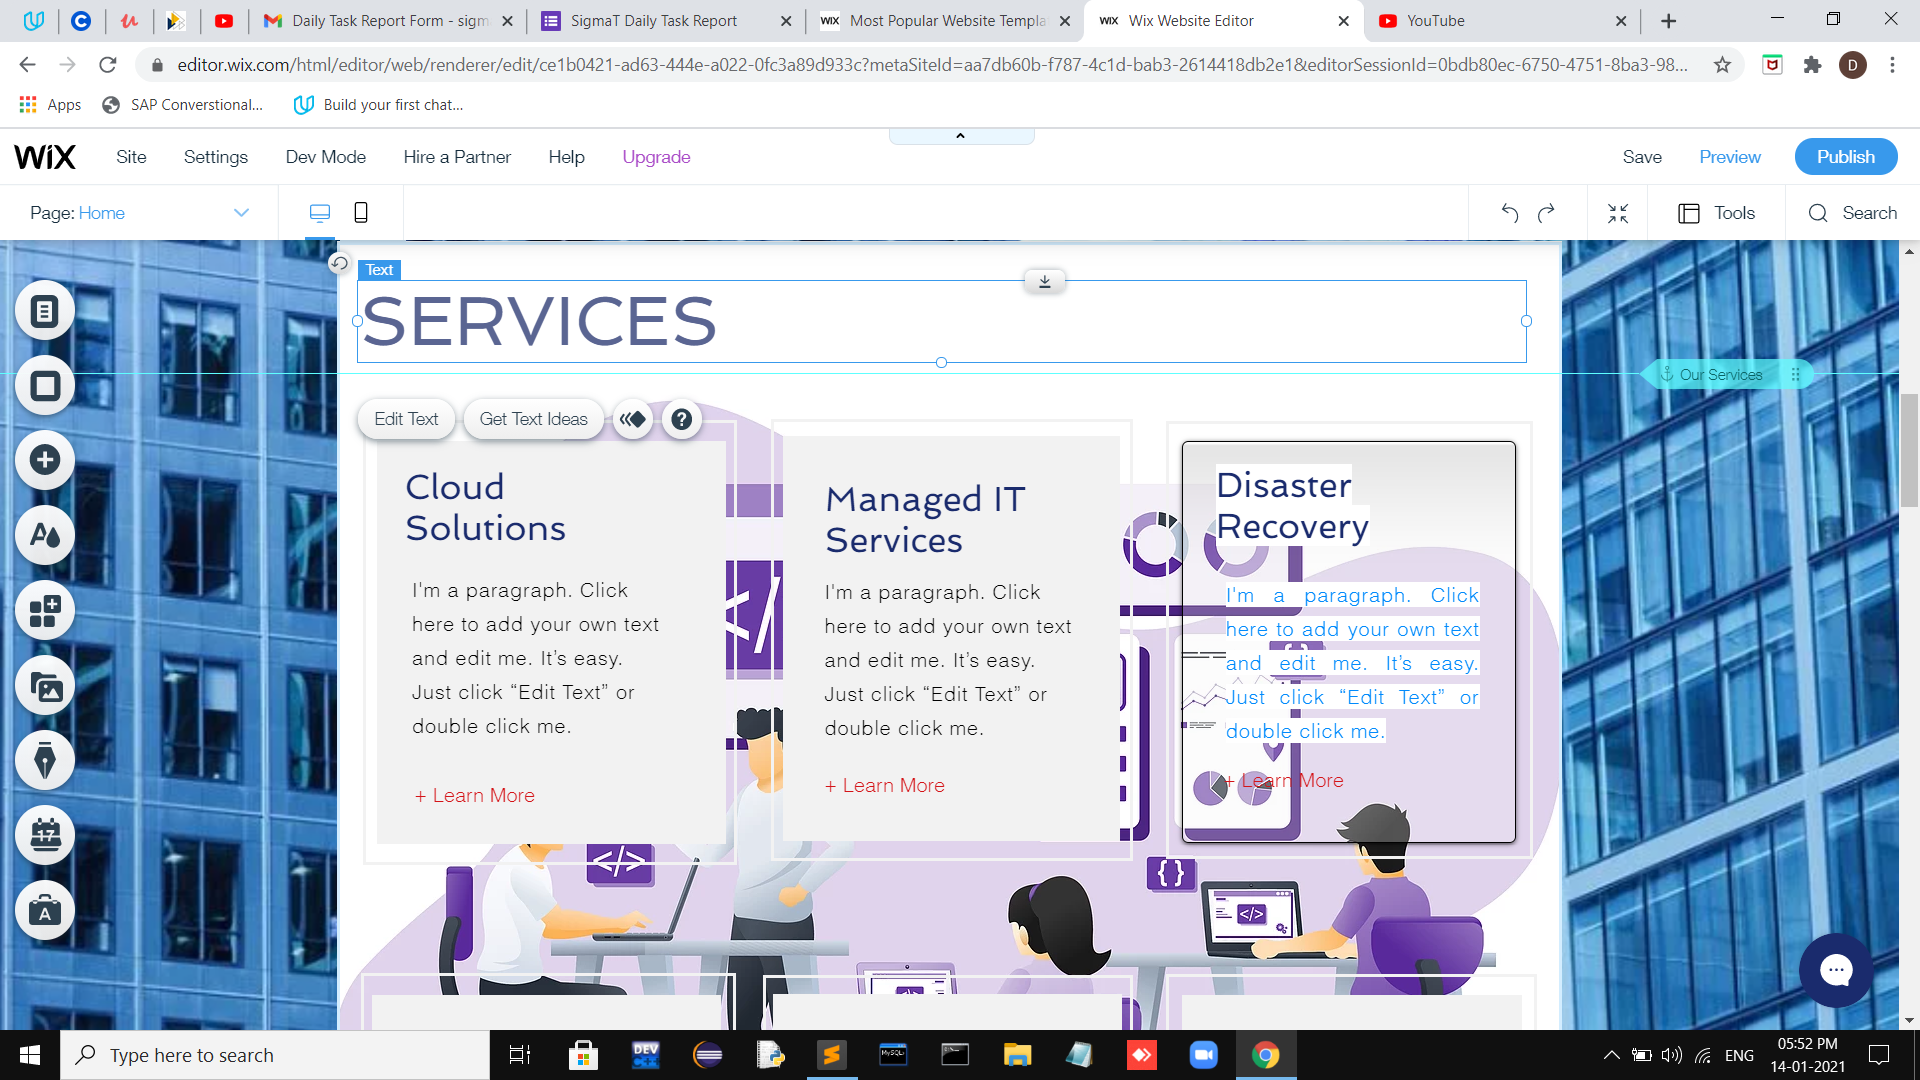 Daily Task Report Form - sigm
SigmaT Daily Task Report
WIX Most Popular Website Templa
WIX Wix Website Editor
YouTube
editor.wix.com/html/editor/web/renderer/edit/ce1b0421-ad63-444e-a022-0fc3a89d933c?metaSiteId=aa7db60b-f787-4c1d-bab3-2614418db2e1&editorSessionId=0bdb80ec-6750-4751-8ba3-98...
D
Apps
SAP Converstional...
Build your first chat...
WiX
Site
Settings
Dev Mode
Hire a Partner
Help
Upgrade
Save
Preview
Publish
Page: Home
Tools
Search
Text
SERVICES
Our Services
Edit Text
Get Text Ideas
?
Cloud
Solutions
I'm a paragraph. Click
here to add your own text
and edit me. It's easy.
Just click “Edit Text” or
double click me.
+ Learn More
Managed IT
Services
I'm a paragraph. Click
here to add your own text
and edit me. It's easy.
Just click “Edit Text” or
double click me.
+ Learn More
Disaster
Recovery
I'm a paragraph. Click
here to add your own text
and edit me. It's easy.
Just click “Edit Text” or
double click me.
+ Learn More
</>
{ }
</>
17
A
Type here to search
DEV
C++
MySQL
ENG
05:52 PM
14-01-2021